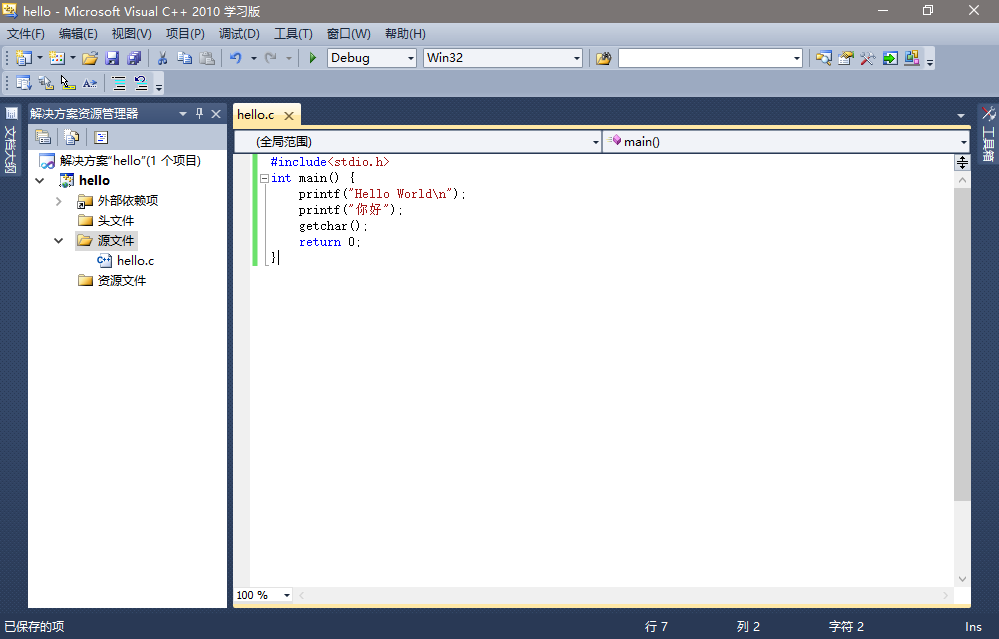 hello - Microsoft Visual C++ 2010 学习版
文件(F) 编辑(E) 视图(V) 项目(P) 调试(D) 工具(T) 窗口(W) 帮助(H)
Debug Win32
文档大纲
解决方案资源管理器
解决方案"hello"(1 个项目)
hello
外部依赖项
头文件
源文件
hello.c
资源文件
hello.c
(全局范围) main()
#include<stdio.h>
int main() {
printf("Hello World\n");
printf("你好");
getchar();
return 0;
}
100 %
工具箱
已保存的项 行 7 列 2 字符 2 Ins